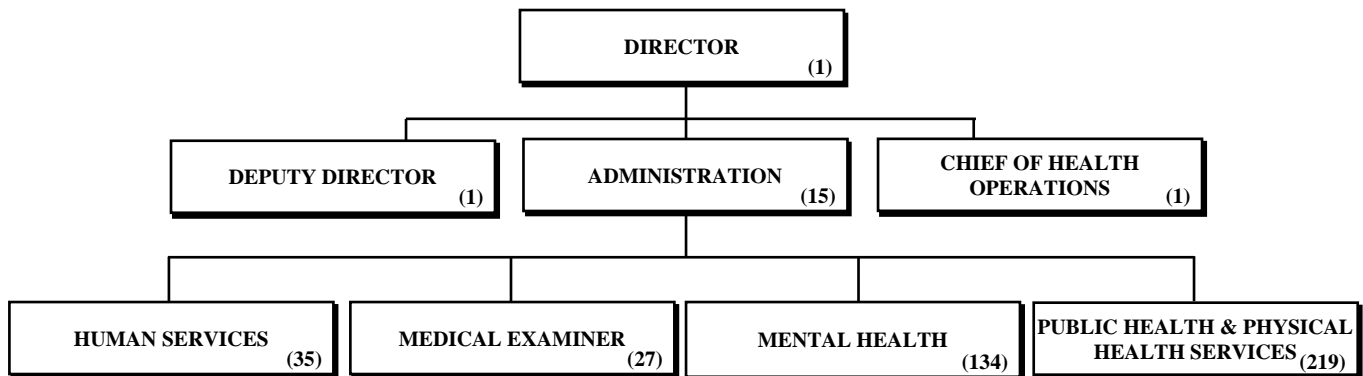 DIRECTOR
(1)
DEPUTY DIRECTOR
(1)
ADMINISTRATION
(15)
CHIEF OF HEALTH
OPERATIONS
(1)
HUMAN SERVICES
(35)
MEDICAL EXAMINER
(27)
MENTAL HEALTH
(134)
PUBLIC HEALTH & PHYSICAL
HEALTH SERVICES (219)